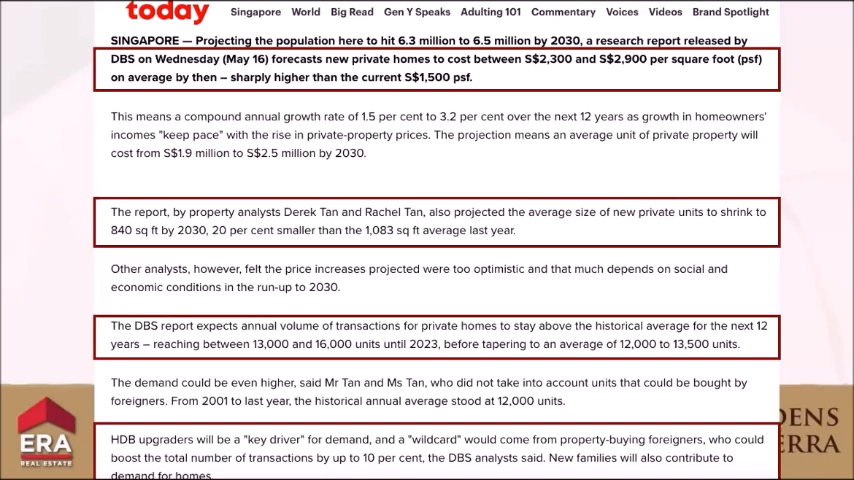 today
Singapore World Big Read Gen Y Speaks Adulting 101 Commentary Voices Videos Brand Spotlight
SINGAPORE — Projecting the population here to hit 6.3 million to 6.5 million by 2030, a research report released by
DBS on Wednesday (May 16) forecasts new private homes to cost between S$2,300 and S$2,900 per square foot (psf)
on average by then – sharply higher than the current S$1,500 psf.
This means a compound annual growth rate of 1.5 per cent to 3.2 per cent over the next 12 years as growth in homeowners'
incomes "keep pace" with the rise in private-property prices. The projection means an average unit of private property will
cost from S$1.9 million to S$2.5 million by 2030.
The report, by property analysts Derek Tan and Rachel Tan, also projected the average size of new private units to shrink to
840 sq ft by 2030, 20 per cent smaller than the 1,083 sq ft average last year.
Other analysts, however, felt the price increases projected were too optimistic and that much depends on social and
economic conditions in the run-up to 2030.
The DBS report expects annual volume of transactions for private homes to stay above the historical average for the next 12
years – reaching between 13,000 and 16,000 units until 2023, before tapering to an average of 12,000 to 13,500 units.
The demand could be even higher, said Mr Tan and Ms Tan, who did not take into account units that could be bought by
foreigners. From 2001 to last year, the historical annual average stood at 12,000 units.
HDB upgraders will be a "key driver" for demand, and a "wildcard" would come from property-buying foreigners, who could
boost the total number of transactions by up to 10 per cent, the DBS analysts said. New families will also contribute to
demand for homes.
ERA
REAL ESTATE
DENS
ERRA